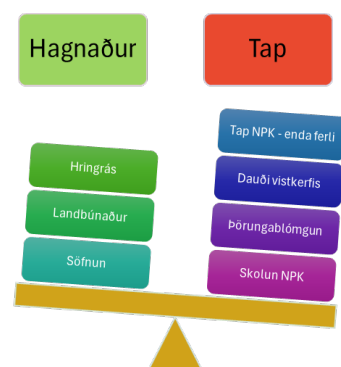 Hagnaður
Tap
Hringrás
Landbúnaður
Söfnun
Tap NPK - enda ferli
Dauði vistkerfis
Þörungablómgun
Skolun NPK